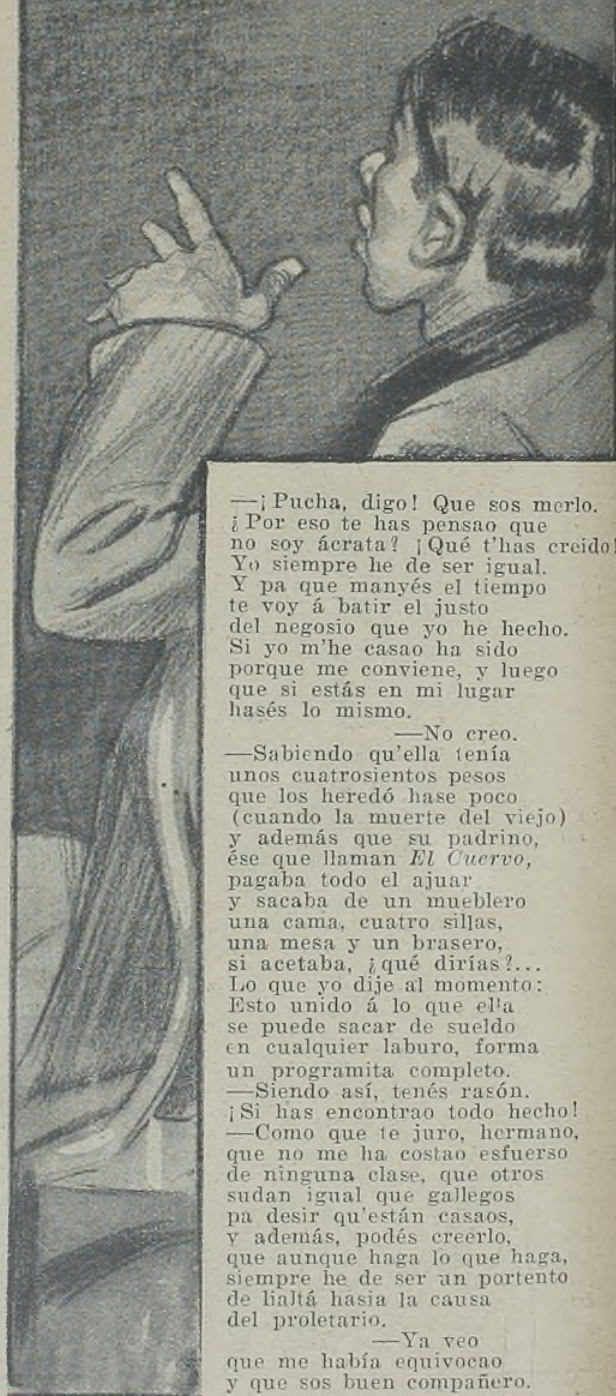 —¡Pucha, digo! Que sos merlo.
¿Por eso te has pensao que
no soy ácrata? ¡Qué t'has creido!
Yo siempre he de ser igual.
Y pa que manyés el tiempo
te voy á batir el justo
del negosio que yo he hecho.
Si yo m'he casao ha sido
porque me conviene, y luego
que si estás en mi lugar
hasés lo mismo.
—No creo.
—Sabiendo qu'ella tenía
unos cuatrosientos pesos
que los heredó hase poco
(cuando la muerte del viejo)
y además que su padrino,
ése que llaman El Cuervo,
pagaba todo el ajuar
y sacaba de un mueblero
una cama, cuatro sillas,
una mesa y un brasero,
si acetaba, ¿qué dirías?...
Lo que yo dije al momento:
Esto unido á lo que ella
se puede sacar de sueldo
en cualquier laburo, forma
un programita completo.
—Siendo así, tenés rasón.
¡Si has encontrao todo hecho!
—Como que te juro, hermano,
que no me ha costao esfuerso
de ninguna clase, que otros
sudan igual que gallegos
pa desir qu'están casaos,
y además, podés creerlo,
que aunque haga lo que haga,
siempre he de ser un portento
de lialtá hasia la causa
del proletario.
—Ya veo
que me había equivocao
y que sos buen compañero.